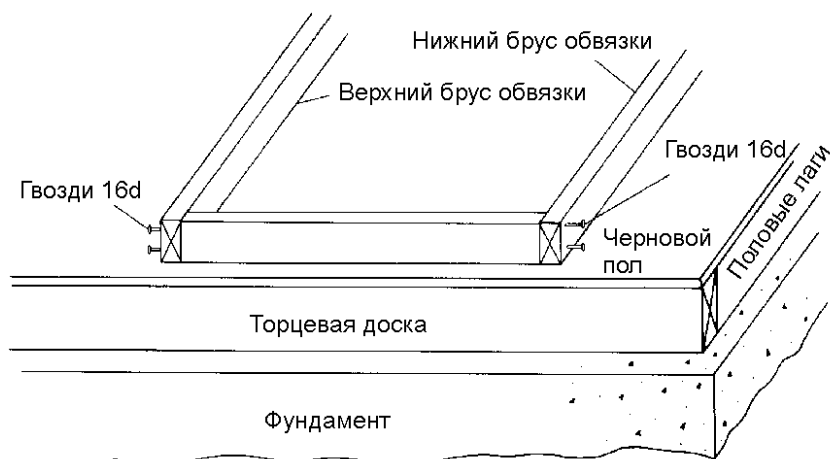 Нижний брус обвязки
Верхний брус обвязки
Гвозди 16d
Гвозди 16d
Черновой
пол
Половые лаги
Торцевая доска
Фундамент